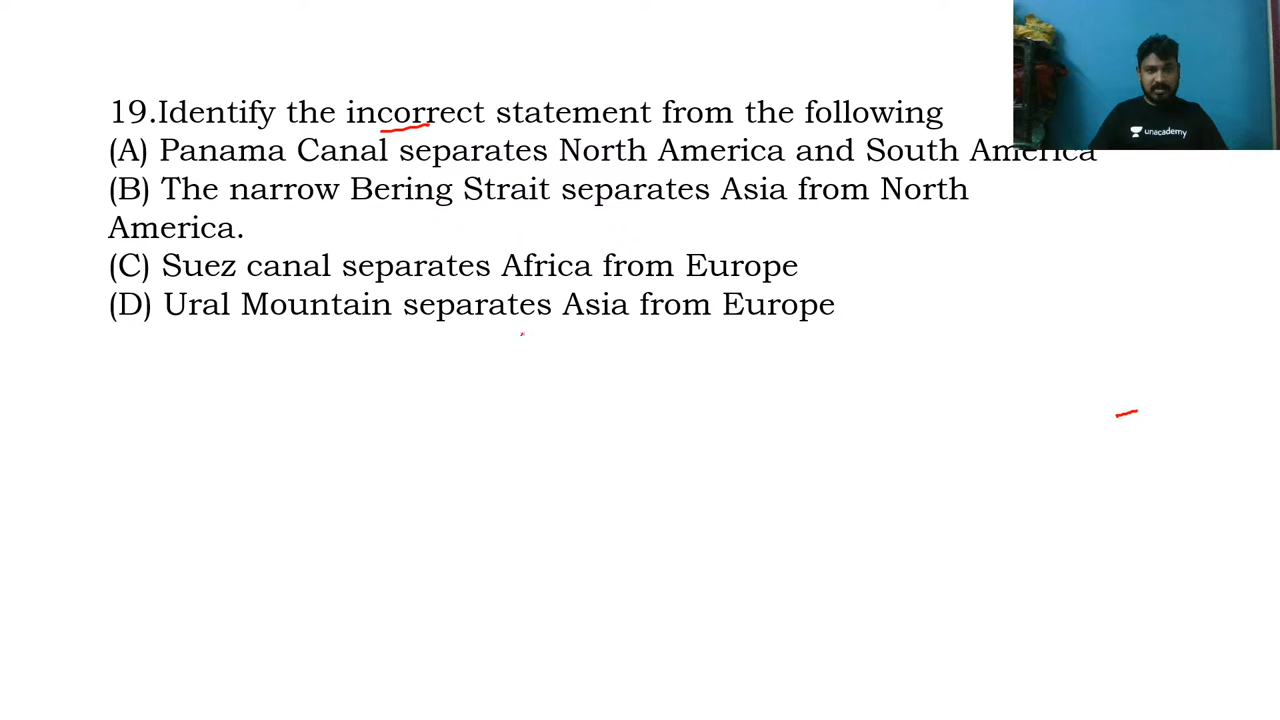 19.Identify the incorrect statement from the following
(A) Panama Canal separates North America and South America
(B) The narrow Bering Strait separates Asia from North
America.
(C) Suez canal separates Africa from Europe
(D) Ural Mountain separates Asia from Europe
unacademy